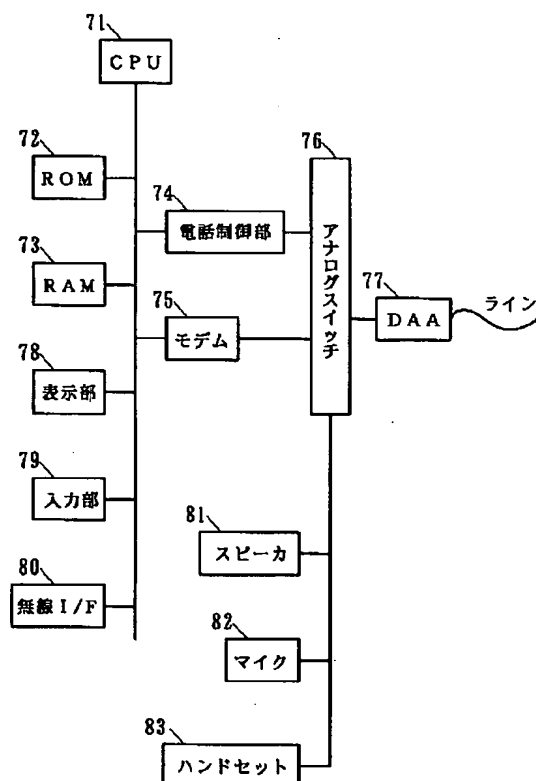 71
CPU
72
ROM
73
RAM
78
表示部
79
入力部
80
無線I/F
74
電話制御部
75
モデム
76
アナログスイッチ
77
DAA
ライン
81
スピーカ
82
マイク
83
ハンドセット